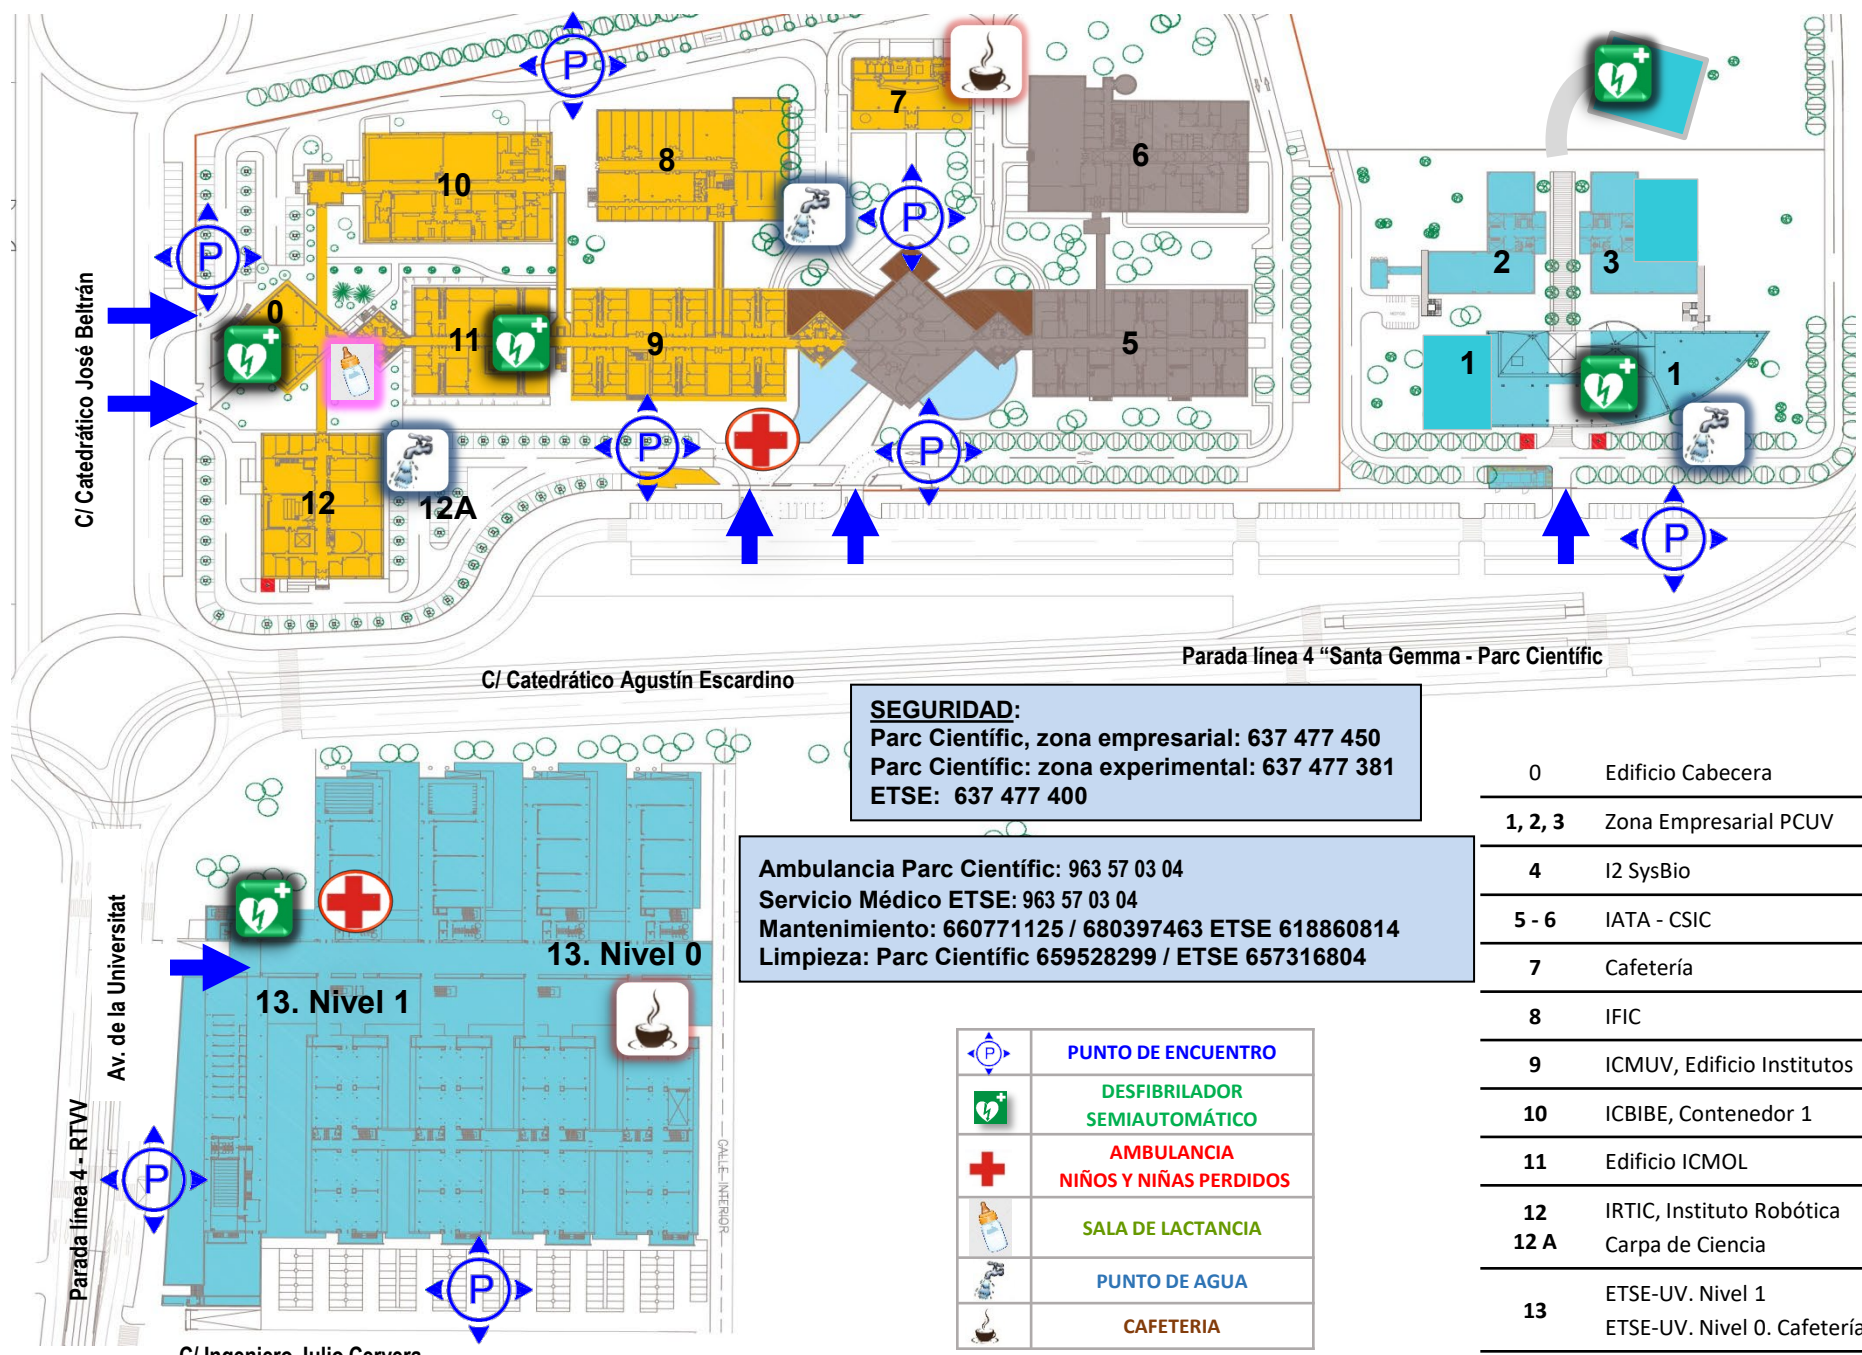 P
7
8
6
10
P
P
2
3
0
11
9
5
1
1
C/ Catedrático José Beltrán
P
P
12
12A
P
Parada línea 4 “Santa Gemma - Parc Científic
C/ Catedrático Agustín Escardino
SEGURIDAD:
Parc Científic, zona empresarial: 637 477 450
Parc Científic: zona experimental: 637 477 381
ETSE: 637 477 400
Ambulancia Parc Científic: 963 57 03 04
Servicio Médico ETSE: 963 57 03 04
Mantenimiento: 660771125 / 680397463 ETSE 618860814
Limpieza: Parc Científic 659528299 / ETSE 657316804
0 Edificio Cabecera
1, 2, 3 Zona Empresarial PCUV
4 I2 SysBio
5 - 6 IATA - CSIC
7 Cafetería
8 IFIC
9 ICMUV, Edificio Institutos
10 ICBIBE, Contenedor 1
11 Edificio ICMOL
12 IRTIC, Instituto Robótica
12 A Carpa de Ciencia
13 ETSE-UV. Nivel 1
ETSE-UV. Nivel 0. Cafetería
Av. de la Universitat
13. Nivel 0
13. Nivel 1
Parada línea 4 - RTVV
P
CALLE INTERIOR
P
P PUNTO DE ENCUENTRO
DESFIBRILADOR
SEMIAUTOMÁTICO
AMBULANCIA
NIÑOS Y NIÑAS PERDIDOS
SALA DE LACTANCIA
PUNTO DE AGUA
CAFETERIA
C/ Ingeniero Julio Cervera